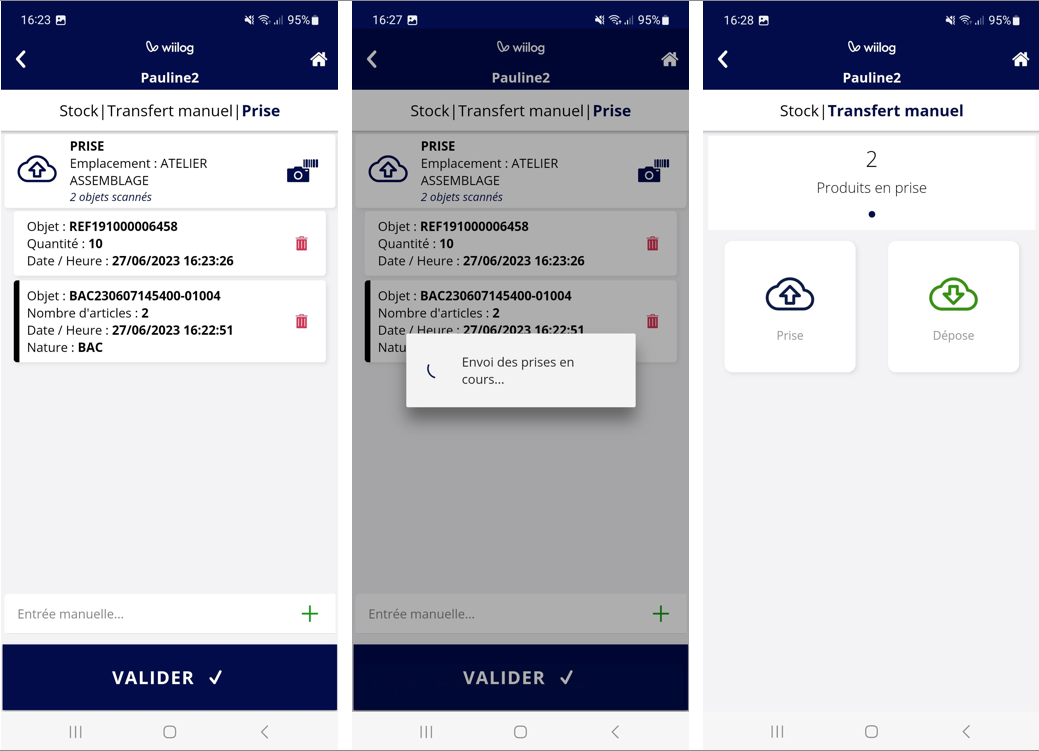 16:23
95%
wiilog
Pauline2
Stock|Transfert manuel|Prise
PRISE
Emplacement : ATELIER
ASSEMBLAGE
2 objets scannés
Objet : REF191000006458
Quantité : 10
Date / Heure : 27/06/2023 16:23:26
Objet : BAC230607145400-01004
Nombre d'articles : 2
Date / Heure : 27/06/2023 16:22:51
Nature : BAC
Entrée manuelle...
VALIDER
16:27
95%
wiilog
Pauline2
Stock|Transfert manuel|Prise
PRISE
Emplacement : ATELIER
ASSEMBLAGE
2 objets scannés
Objet : REF191000006458
Quantité : 10
Date / Heure : 27/06/2023 16:23:26
Objet : BAC230607145400-01004
Nombre d'articles : 2
Date / Heure : 27/06/2023 16:22:51
Natu
Envoi des prises en
cours...
Entrée manuelle...
VALIDER
16:28
95%
wiilog
Pauline2
Stock|Transfert manuel
2
Produits en prise
Prise
Dépose